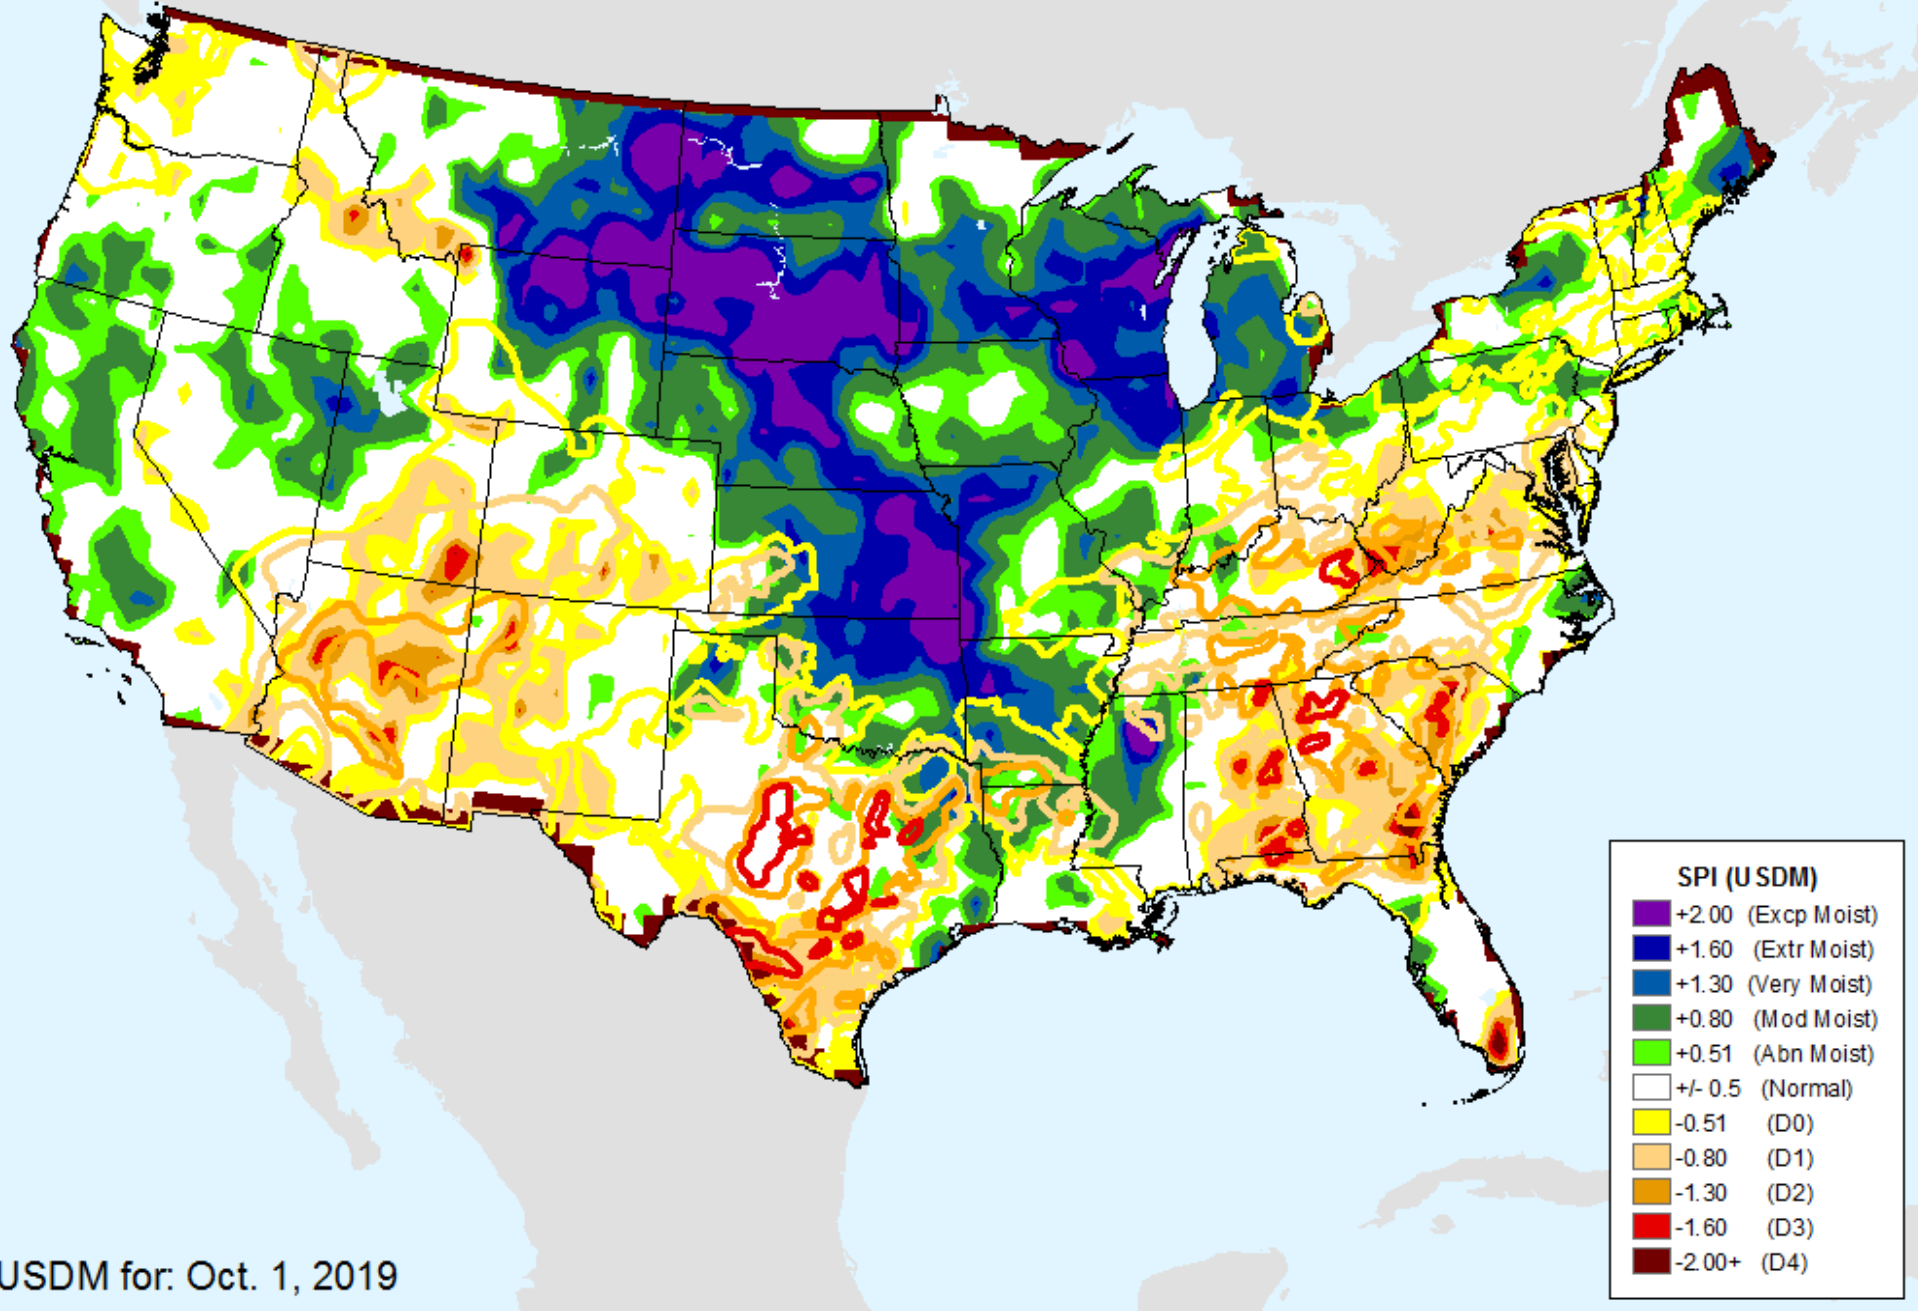 SPI (USDM)
+2.00 (Excp Moist)
+1.60 (Extr Moist)
+1.30 (Very Moist)
+0.80 (Mod Moist)
+0.51 (Abn Moist)
+/- 0.5 (Normal)
-0.51 (D0)
-0.80 (D1)
-1.30 (D2)
-1.60 (D3)
-2.00+ (D4)
USDM for: Oct. 1, 2019